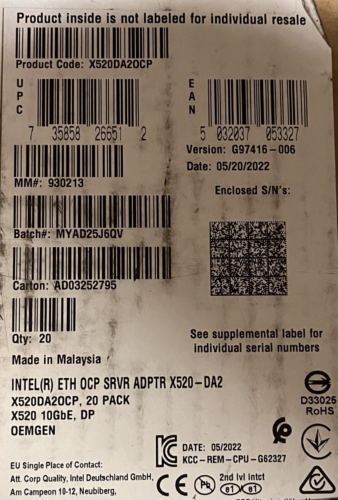 Product inside is not labeled for individual resale
Product Code: X520DA2OCP
UPC
7 35858 26651 2
EAN
5 032037 053327
Version: G97416-006
Date: 05/20/2022
MM#: 930213
Enclosed S/N's:
Batch#: MYAD25J6QV
Carton: AD03252795
Qty: 20
See supplemental label for
individual serial numbers
Made in Malaysia
INTEL(R) ETH OCP SRVR ADPTR X520-DA2
X520DA2OCP, 20 PACK
X520 10GbE, DP
OEMGEN
D33025
RoHS
DATE: 05/2022
KCC-REM-CPU-G62327
EU Single Place of Contact:
Att. Corp Quality, Intel Deutschland GmbH,
Am Campeon 10-12, Neubiberg,
CE
Pb
2nd lvl intct
e1 e1